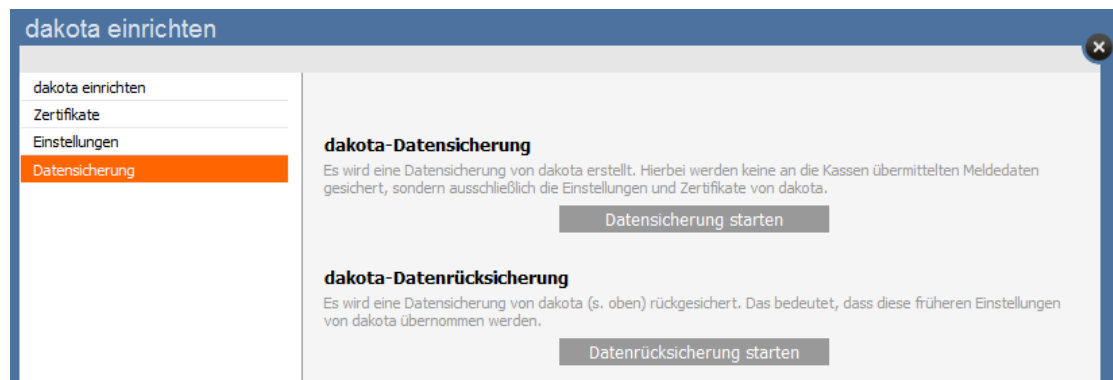 dakota einrichten
dakota einrichten
Zertifikate
Einstellungen
Datensicherung
dakota-Datensicherung
Es wird eine Datensicherung von dakota erstellt. Hierbei werden keine an die Kassen übermittelten Meldedaten
gesichert, sondern ausschließlich die Einstellungen und Zertifikate von dakota.
Datensicherung starten
dakota-Datenrücksicherung
Es wird eine Datensicherung von dakota (s. oben) rückgesichert. Das bedeutet, dass diese früheren Einstellungen
von dakota übernommen werden.
Datenrücksicherung starten